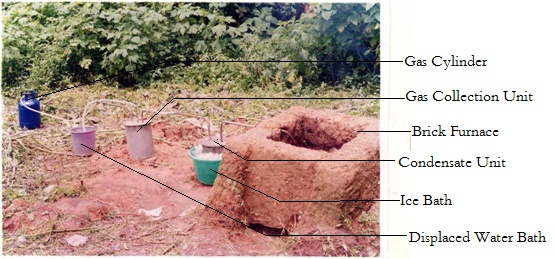 Gas Cylinder
Gas Collection Unit
Brick Furnace
Condensate Unit
Ice Bath
Displaced Water Bath